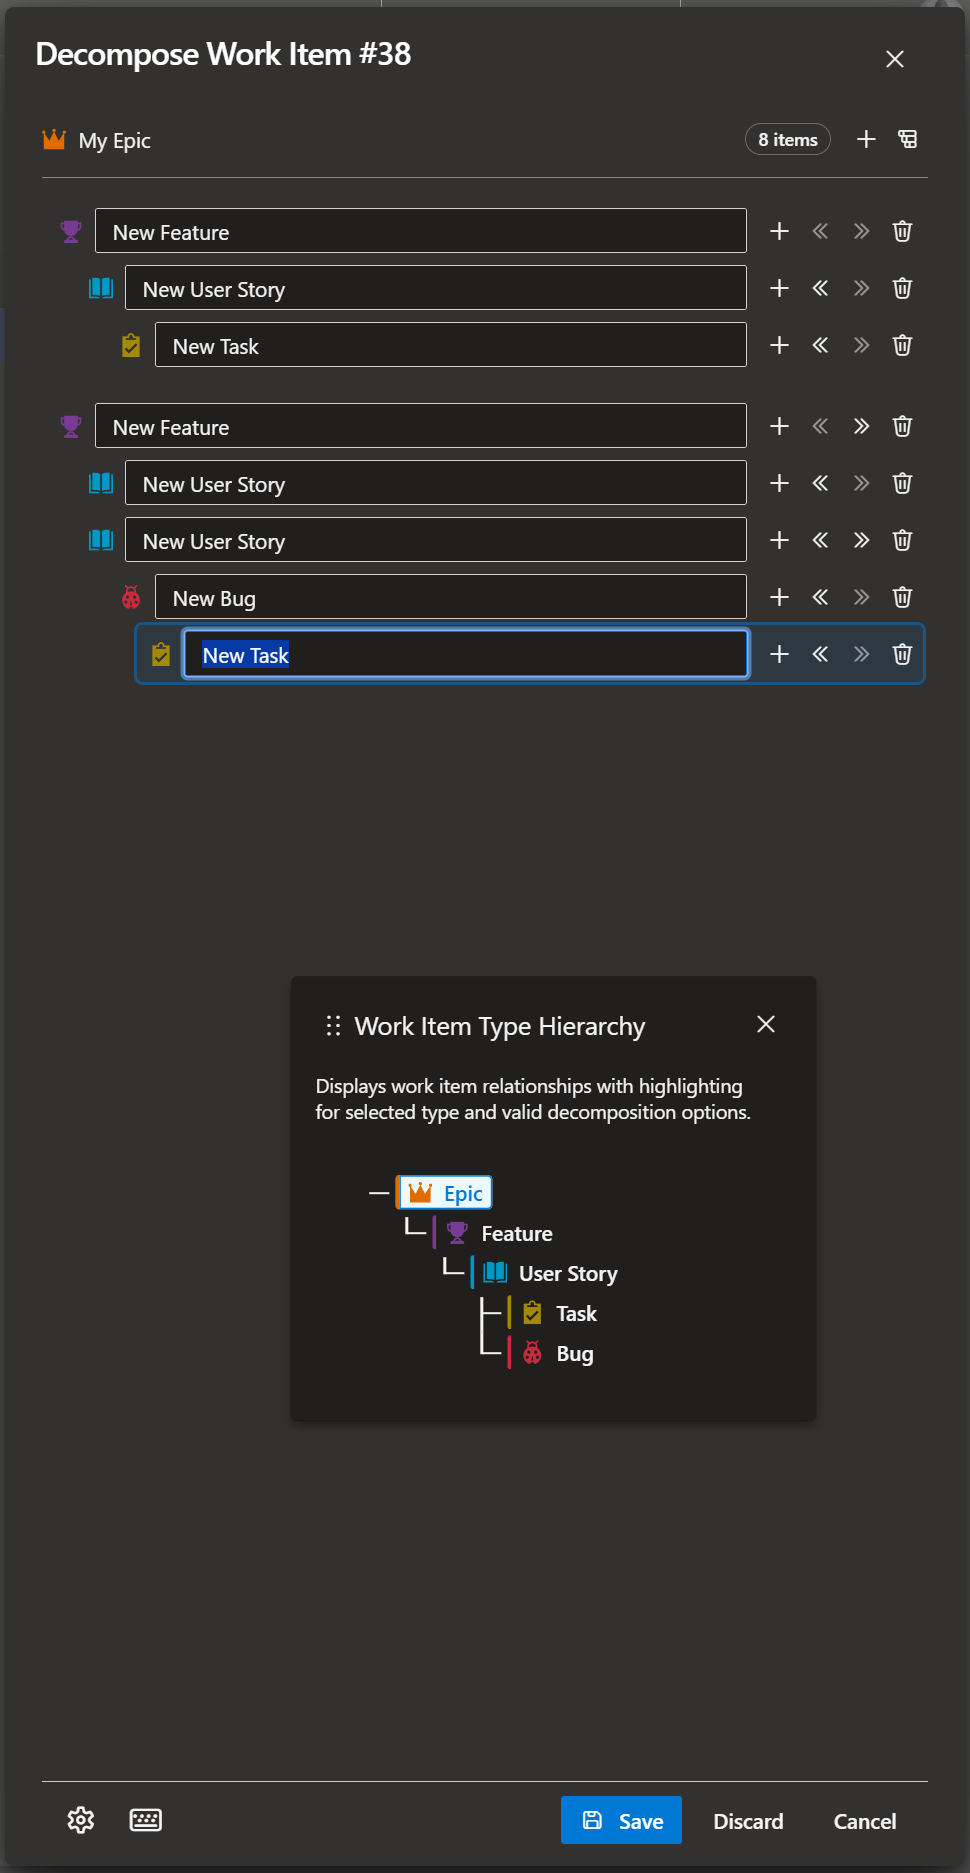 Decompose Work Item #38
My Epic
8 items
New Feature
New User Story
New Task
New Feature
New User Story
New User Story
New Bug
New Task
Work Item Type Hierarchy
Displays work item relationships with highlighting
for selected type and valid decomposition options.
Epic
Feature
User Story
Task
Bug
Save
Discard
Cancel